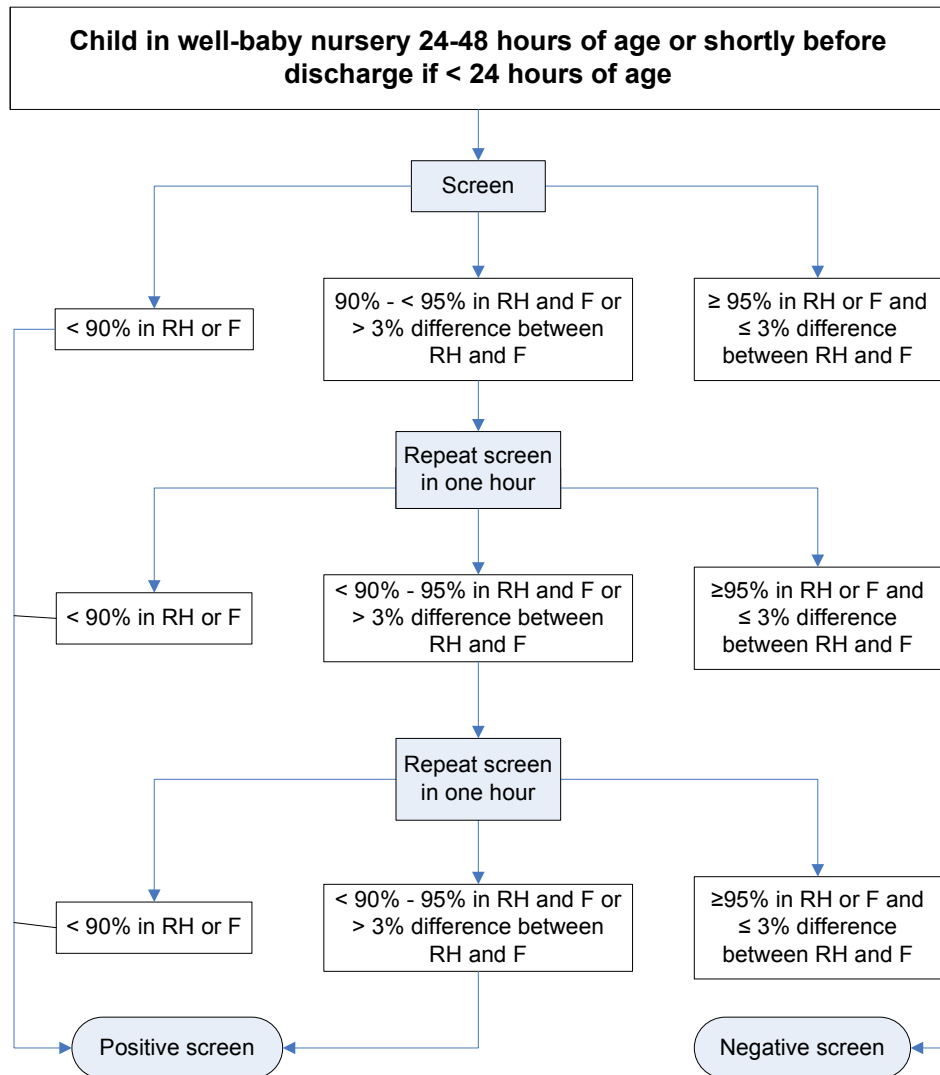 Child in well-baby nursery 24-48 hours of age or shortly before
discharge if < 24 hours of age
Screen
< 90% in RH or F
90% - < 95% in RH and F or
> 3% difference between
RH and F
≥ 95% in RH or F and
≤ 3% difference
between RH and F
Repeat screen
in one hour
< 90% in RH or F
< 90% - 95% in RH and F or
> 3% difference between
RH and F
≥95% in RH or F and
≤ 3% difference
between RH and F
Repeat screen
in one hour
< 90% in RH or F
< 90% - 95% in RH and F or
> 3% difference between
RH and F
≥95% in RH or F and
≤ 3% difference
between RH and F
Positive screen
Negative screen